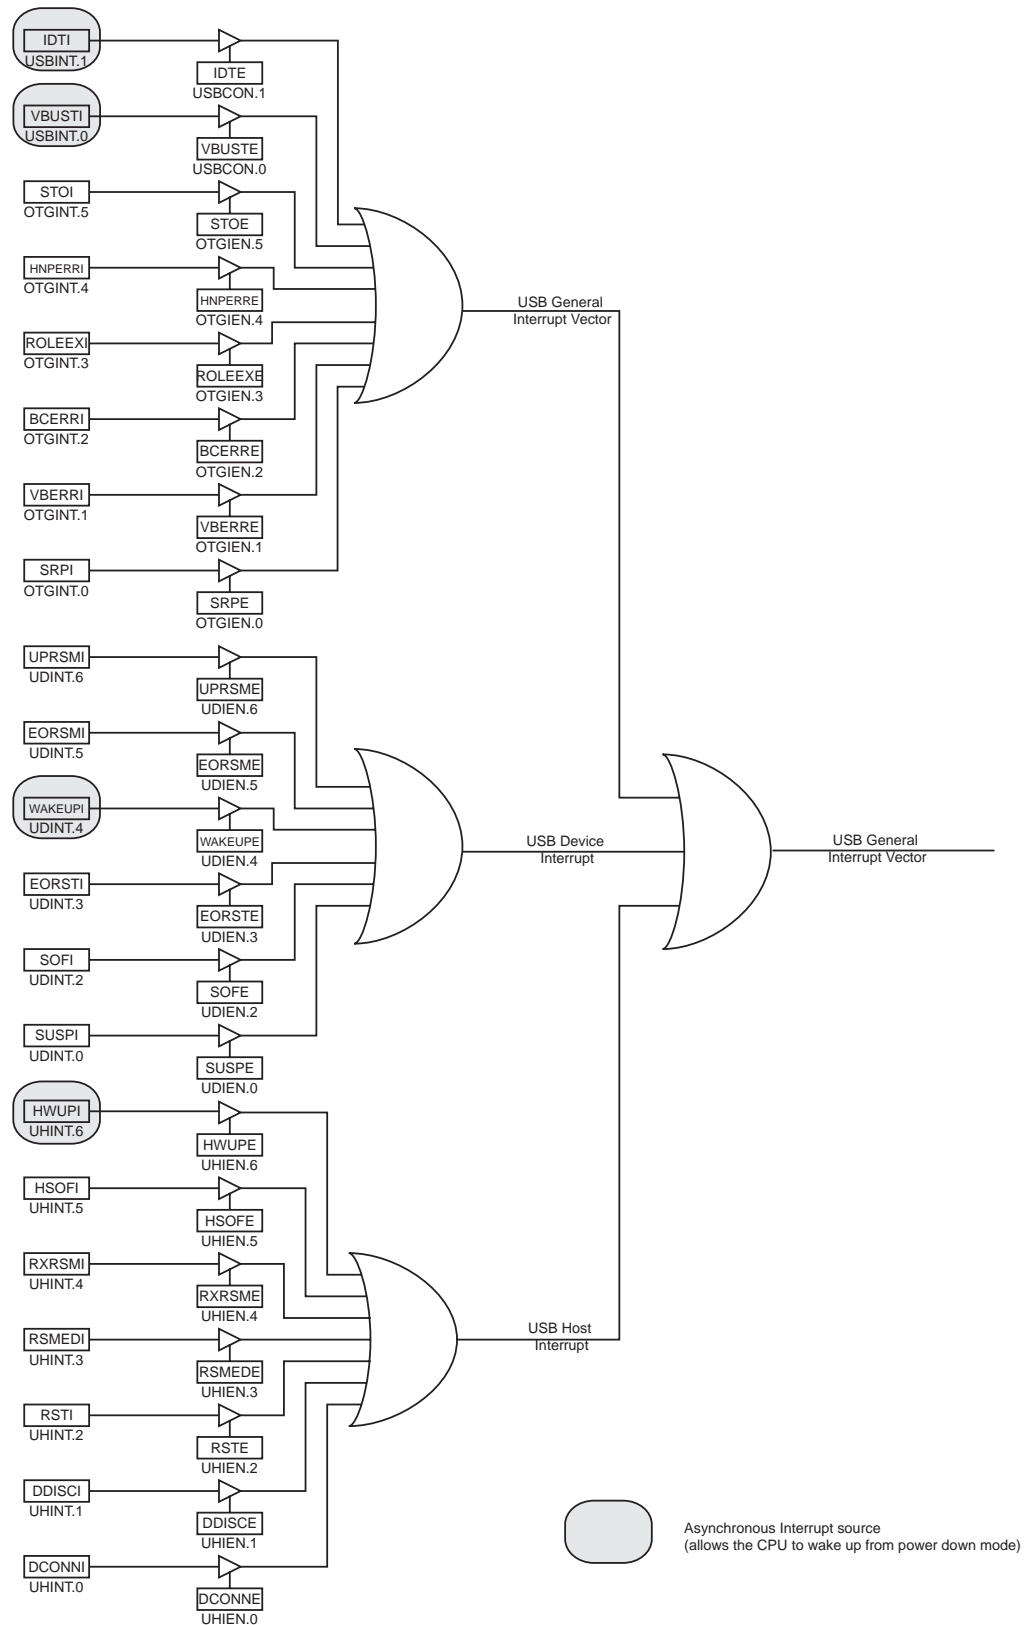 IDTI
USBINT.1
IDTE
USBCON.1
VBUSTI
USBINT.0
VBUSTE
USBCON.0
STOI
OTGINT.5
STOE
OTGIEN.5
HNPERRI
OTGINT.4
HNPERRE
OTGIEN.4
ROLEEXI
OTGINT.3
ROLEEXE
OTGIEN.3
BCERRI
OTGINT.2
BCERRE
OTGIEN.2
VBERRI
OTGINT.1
VBERRE
OTGIEN.1
SRPI
OTGINT.0
SRPE
OTGIEN.0
USB General
Interrupt Vector
UPRSMI
UDINT.6
UPRSME
UDIEN.6
EORSMI
UDINT.5
EORSME
UDIEN.5
WAKEUPI
UDINT.4
WAKEUPE
UDIEN.4
EORSTI
UDINT.3
EORSTE
UDIEN.3
SOFI
UDINT.2
SOFE
UDIEN.2
SUSPI
UDINT.0
SUSPE
UDIEN.0
USB Device
Interrupt
USB General
Interrupt Vector
HWUPI
UHINT.6
HWUPE
UHIEN.6
HSOFI
UHINT.5
HSOFE
UHIEN.5
RXRSMI
UHINT.4
RXRSME
UHIEN.4
RSMEDI
UHINT.3
RSMEDE
UHIEN.3
RSTI
UHINT.2
RSTE
UHIEN.2
DDISCI
UHINT.1
DDISCE
UHIEN.1
DCONNI
UHINT.0
DCONNE
UHIEN.0
USB Host
Interrupt
Asynchronous Interrupt source
(allows the CPU to wake up from power down mode)